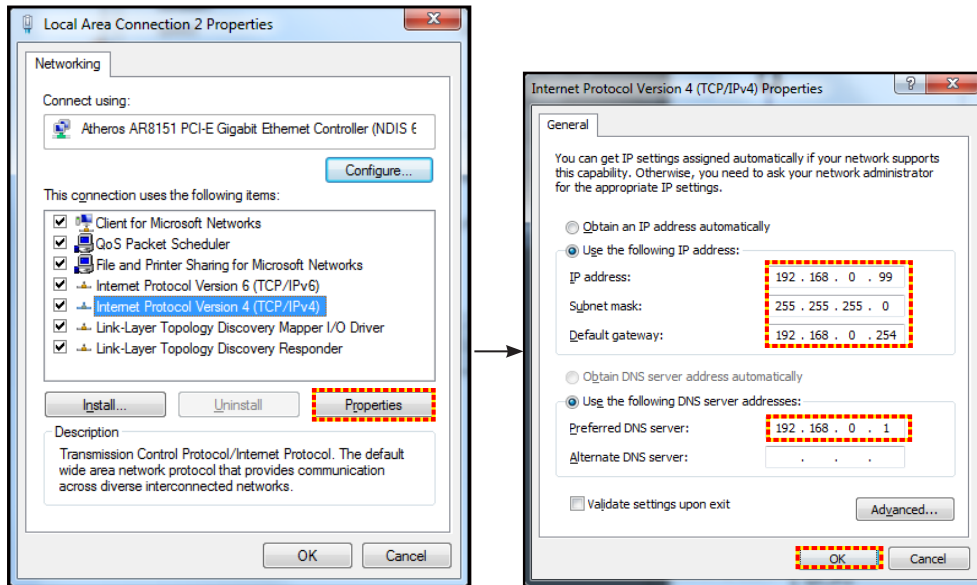 Local Area Connection 2 Properties
Networking
Connect using:
Atheros AR8151 PCI-E Gigabit Ethernet Controller (NDIS 6
Configure...
This connection uses the following items:
Client for Microsoft Networks
QoS Packet Scheduler
File and Printer Sharing for Microsoft Networks
Internet Protocol Version 6 (TCP/IPv6)
Internet Protocol Version 4 (TCP/IPv4)
Link-Layer Topology Discovery Mapper I/O Driver
Link-Layer Topology Discovery Responder
Install...
Uninstall
Properties
Description
Transmission Control Protocol/Internet Protocol. The default
wide area network protocol that provides communication
across diverse interconnected networks.
OK
Cancel
Internet Protocol Version 4 (TCP/IPv4) Properties
General
You can get IP settings assigned automatically if your network supports
this capability. Otherwise, you need to ask your network administrator
for the appropriate IP settings.
Obtain an IP address automatically
Use the following IP address:
IP address: 192 . 168 . 0 . 99
Subnet mask: 255 . 255 . 255 . 0
Default gateway: 192 . 168 . 0 . 254
Obtain DNS server address automatically
Use the following DNS server addresses:
Preferred DNS server: 192 . 168 . 0 . 1
Alternate DNS server: . . .
Validate settings upon exit
Advanced...
OK
Cancel